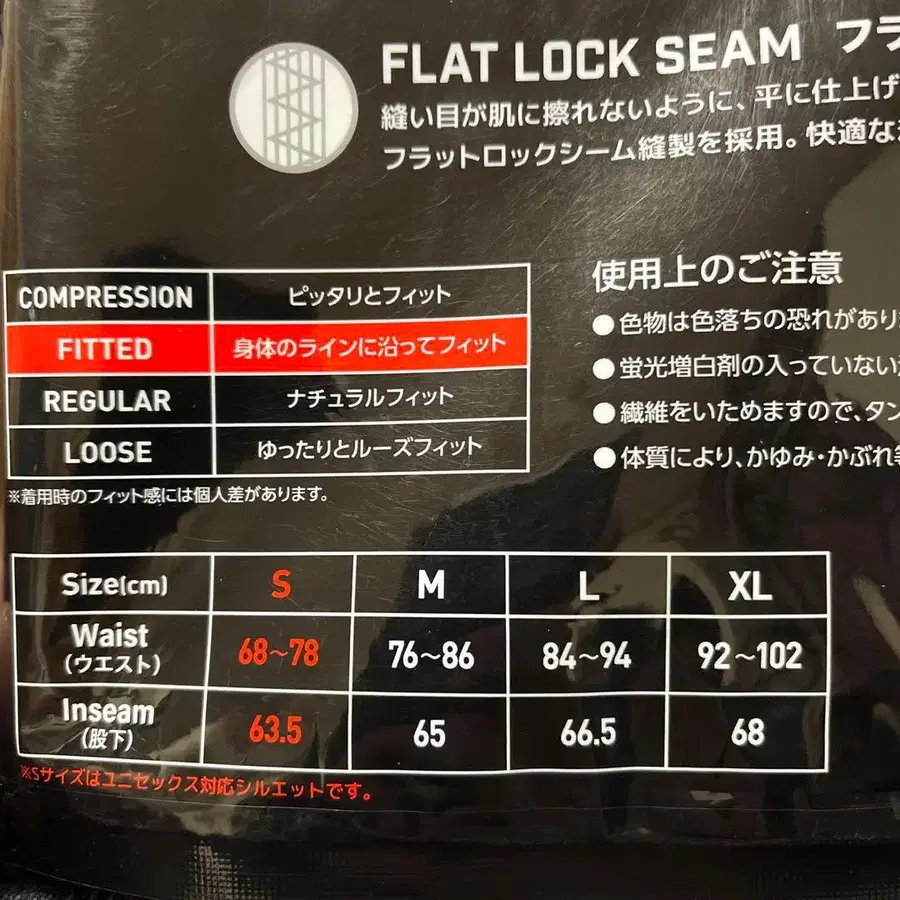 FLAT LOCK SEAM フラ
縫い目が肌に擦れないように、平に仕上げ
フラットロックシーム縫製を採用。快適な
COMPRESSION ピッタリとフィット
FITTED 身体のラインに沿ってフィット
REGULAR ナチュラルフィット
LOOSE ゆったりとルーズフィット
※着用時のフィット感には個人差があります。
使用上のご注意
●色物は色落ちの恐れがあり
●蛍光増白剤の入っていない
●繊維をいためますので、タン
●体質により、かゆみ・かぶれ等
Size(cm) S M L XL
Waist 68~78 76~86 84~94 92~102
(ウエスト)
Inseam 63.5 65 66.5 68
(股下)
※Sサイズはユニセックス対応シルエットです。